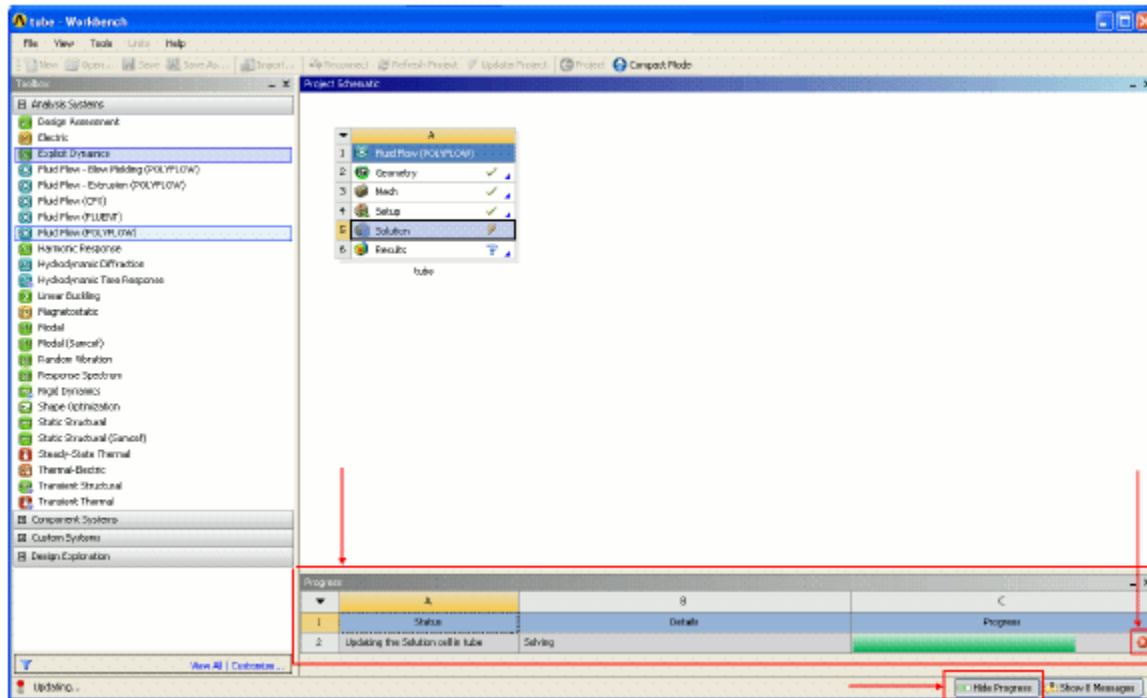 tube - Workbench
File View Tools Units Help
New Open... Save Save As... Import... Reconnect Refresh Project Update Project Project Compact Mode
Toolbox
Project Schematic
Analysis Systems
Design Assessment
Electric
Explicit Dynamics
Fluid Flow - Blow Molding (POLYFLOW)
Fluid Flow - Extrusion (POLYFLOW)
Fluid Flow (CFX)
Fluid Flow (FLUENT)
Fluid Flow (POLYFLOW)
Harmonic Response
Hydrodynamic Diffraction
Hydrodynamic Time Response
Linear Buckling
Magnetostatic
Modal
Modal (Samcef)
Random Vibration
Response Spectrum
Rigid Dynamics
Shape Optimization
Static Structural
Static Structural (Samcef)
Steady-State Thermal
Thermal-Electric
Transient Structural
Transient Thermal
Component Systems
Custom Systems
Design Exploration
View All | Customize...
A
1 Fluid Flow (POLYFLOW)
2 Geometry
3 Mesh
4 Setup
5 Solution
6 Results
tube
Progress
A B C
1 Status Details Progress
2 Updating the Solution cell in tube Solving
Updating...
Hide Progress
Show 8 Messages